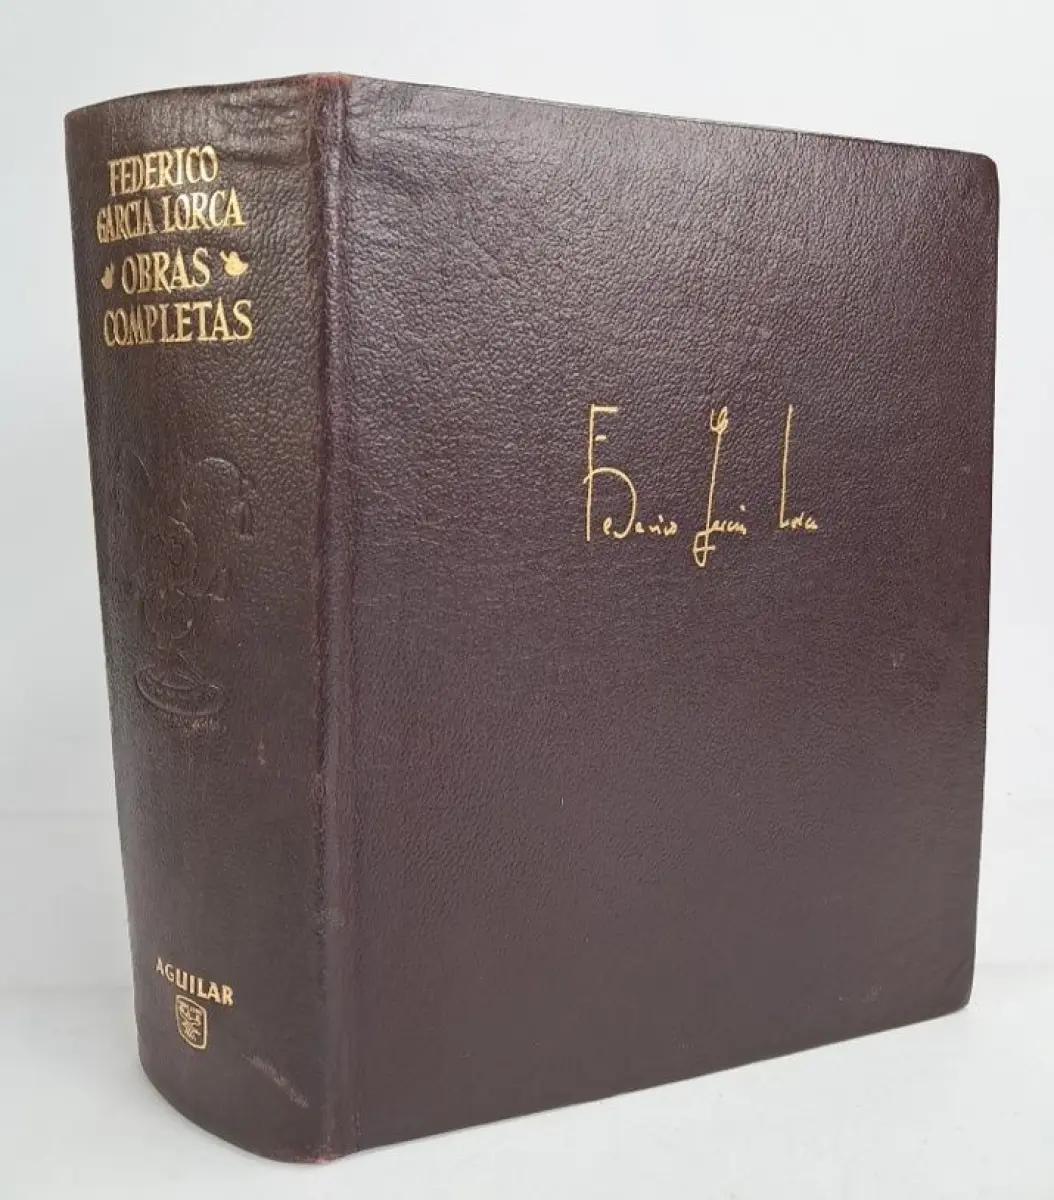 FEDERICO
GARCIA LORCA
OBRAS
COMPLETAS
AGUILAR
Federico García Lorca